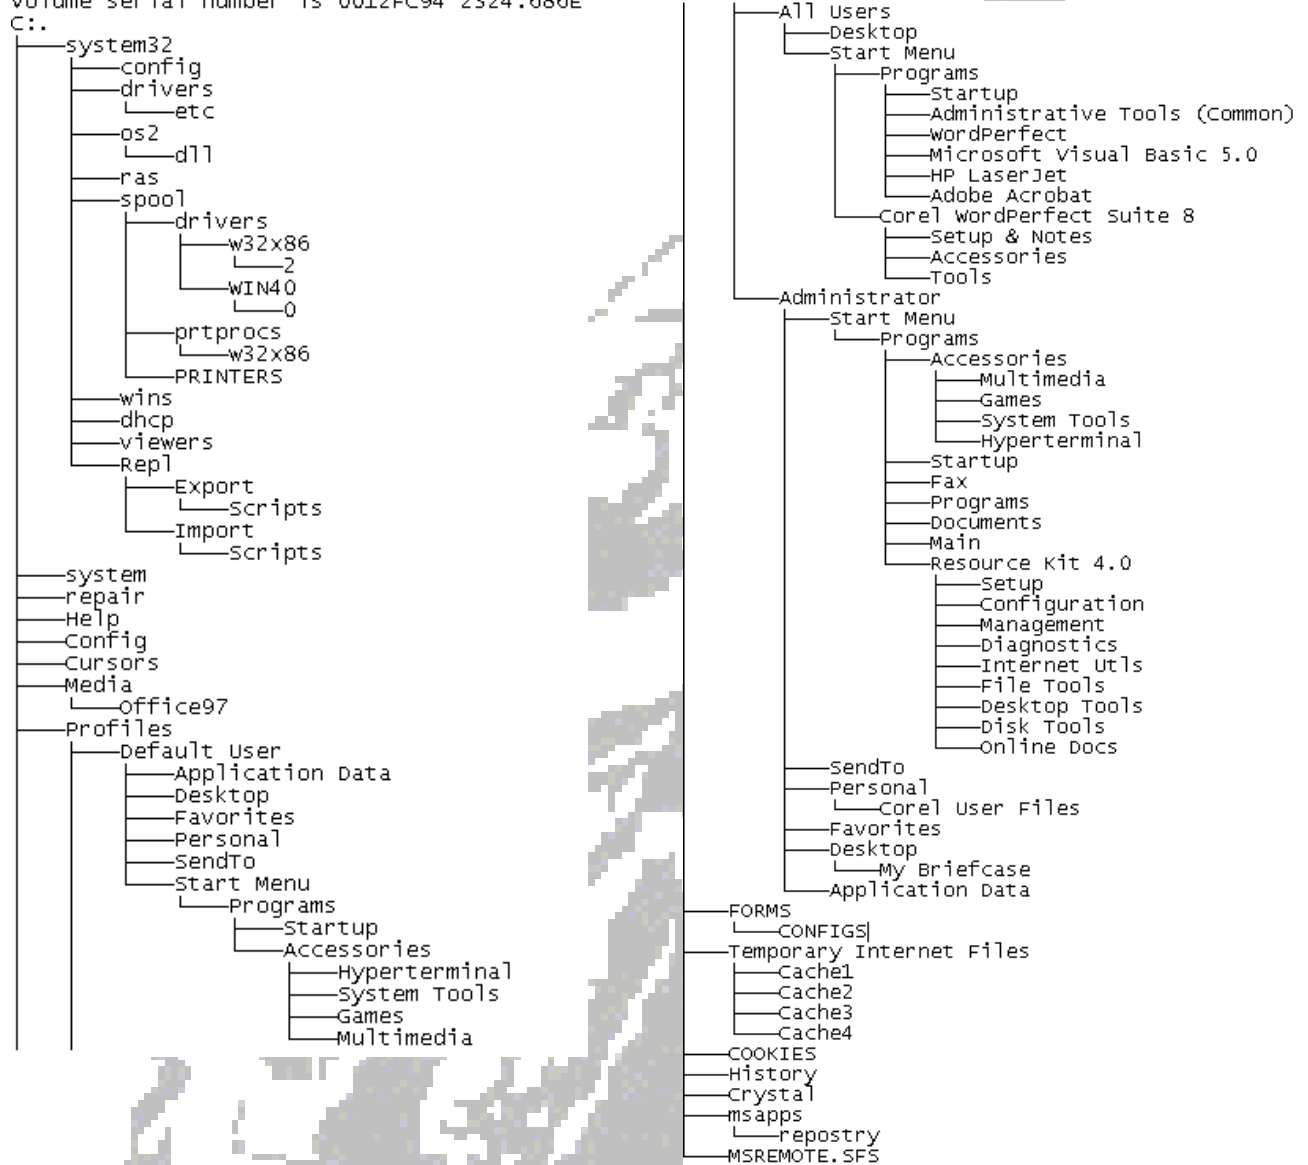 Volume serial number is 0012FC94 2324:686E
C:.
system32
config
drivers
etc
os2
dll
ras
spool
drivers
w32x86
2
WIN40
0
prtprocs
w32x86
PRINTERS
wins
dhcp
viewers
Repl
Export
Scripts
Import
Scripts
system
repair
Help
Config
Cursors
Media
Office97
Profiles
Default User
Application Data
Desktop
Favorites
Personal
SendTo
Start Menu
Programs
Startup
Accessories
Hyperterminal
System Tools
Games
Multimedia
All Users
Desktop
Start Menu
Programs
Startup
Administrative Tools (Common)
WordPerfect
Microsoft Visual Basic 5.0
HP LaserJet
Adobe Acrobat
Corel WordPerfect Suite 8
Setup & Notes
Accessories
Tools
Administrator
Start Menu
Programs
Accessories
Multimedia
Games
System Tools
Hyperterminal
Startup
Fax
Programs
Documents
Main
Resource Kit 4.0
Setup
Configuration
Management
Diagnostics
Internet Utls
File Tools
Desktop Tools
Disk Tools
Online Docs
SendTo
Personal
Corel User Files
Favorites
Desktop
My Briefcase
Application Data
FORMS
CONFIGS
Temporary Internet Files
Cache1
Cache2
Cache3
Cache4
COOKIES
History
Crystal
msapps
repostry
MSREMOTE.SFS